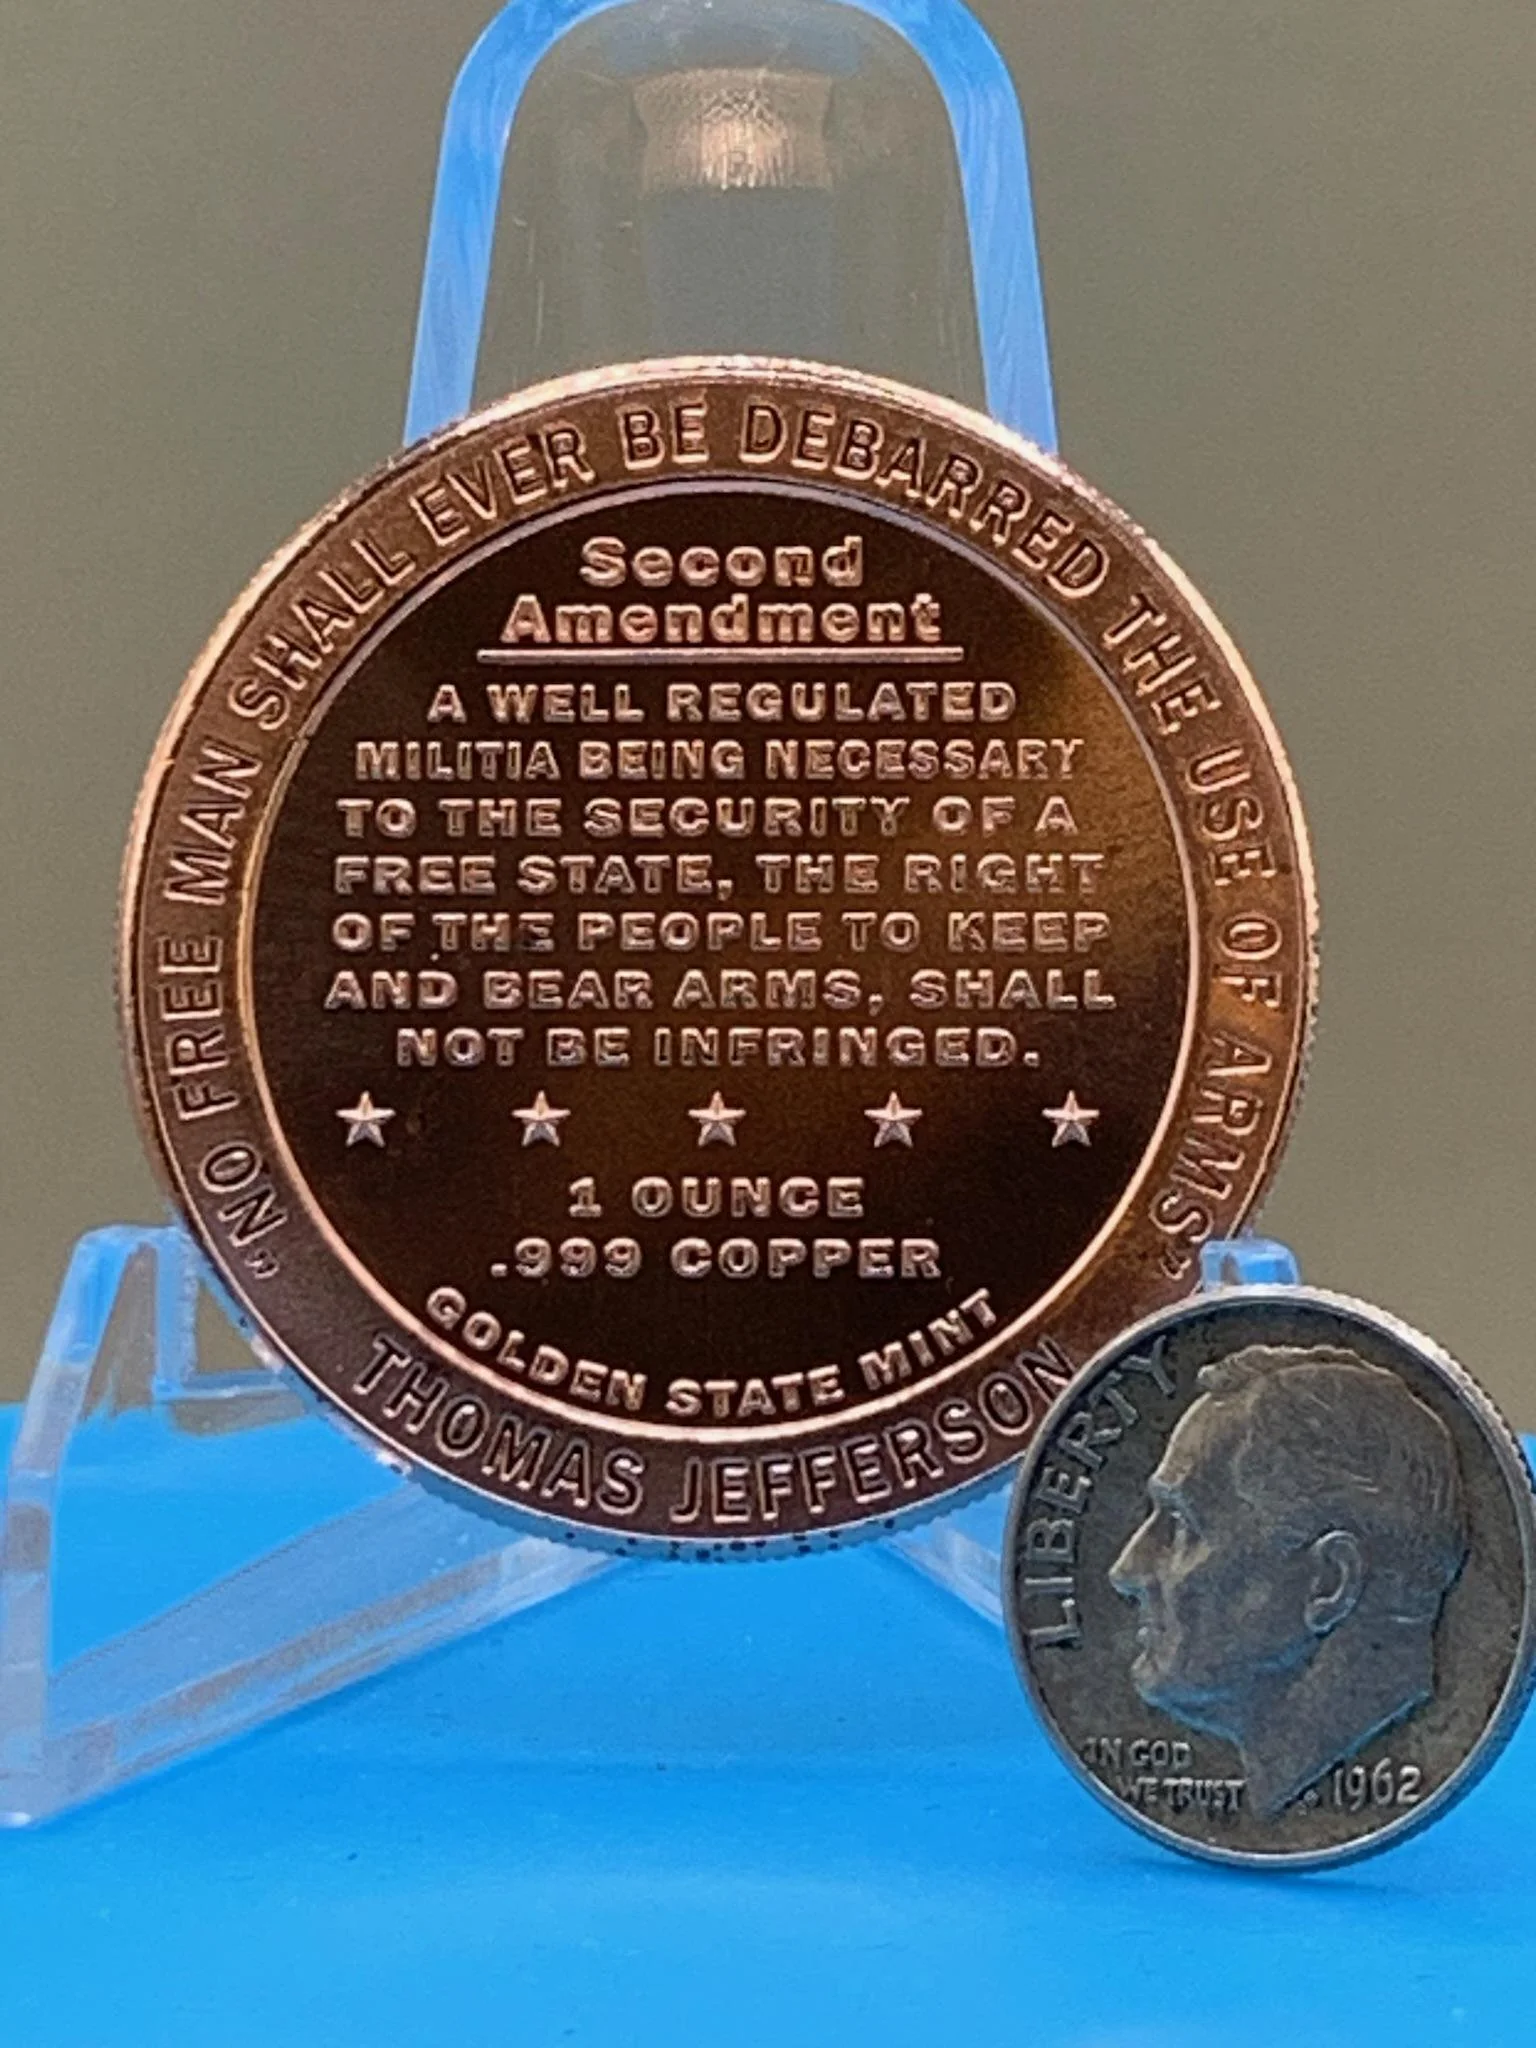 "NO FREE MAN SHALL EVER BE DEBARRED THE USE OF ARMS"
Second
Amendment
A WELL REGULATED
MILITIA BEING NECESSARY
TO THE SECURITY OF A
FREE STATE, THE RIGHT
OF THE PEOPLE TO KEEP
AND BEAR ARMS, SHALL
NOT BE INFRINGED.
1 OUNCE
.999 COPPER
GOLDEN STATE MINT
THOMAS JEFFERSON
LIBERTY
IN GOD
WE TRUST
1962